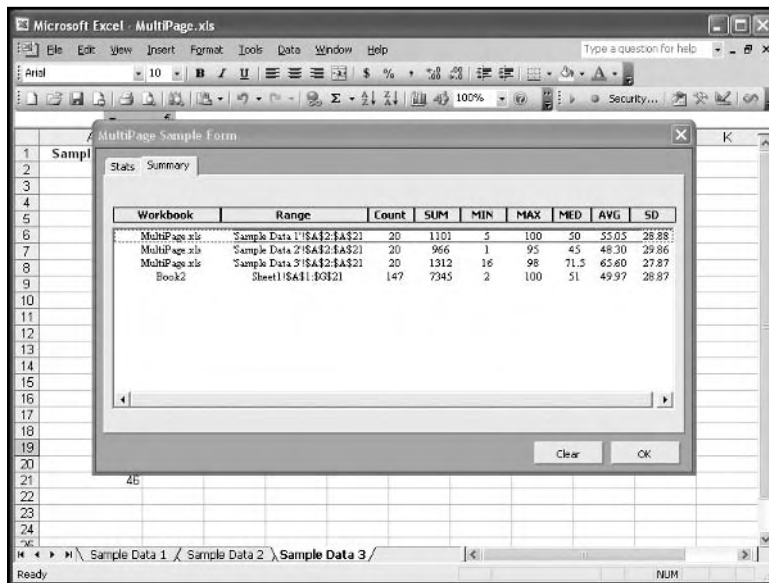 Microsoft Excel - MultiPage.xls
File Edit View Insert Format Tools Data Window Help Type a question for help
Arial 10 B I U $ % ,
Σ 100% Security...
A K
1 Sampl
MultiPage Sample Form
Stats Summary
Workbook Range Count SUM MIN MAX MED AVG SD
MultiPage.xls 'Sample Data 1'!$A$2:$A$21 20 1101 5 100 50 55.05 28.88
MultiPage.xls 'Sample Data 2'!$A$2:$A$21 20 966 1 95 45 48.30 29.86
MultiPage.xls 'Sample Data 3'!$A$2:$A$21 20 1312 16 98 71.5 65.60 27.87
Book2 Sheet1!$A$1:$G$21 147 7345 2 100 51 49.97 28.87
2
3
4
5
6
7
8
9
10
11
12
13
14
15
16
17
18
19
20
Clear OK
21 46
22
23
24
Sample Data 1 / Sample Data 2 \ Sample Data 3 /
Ready NUM